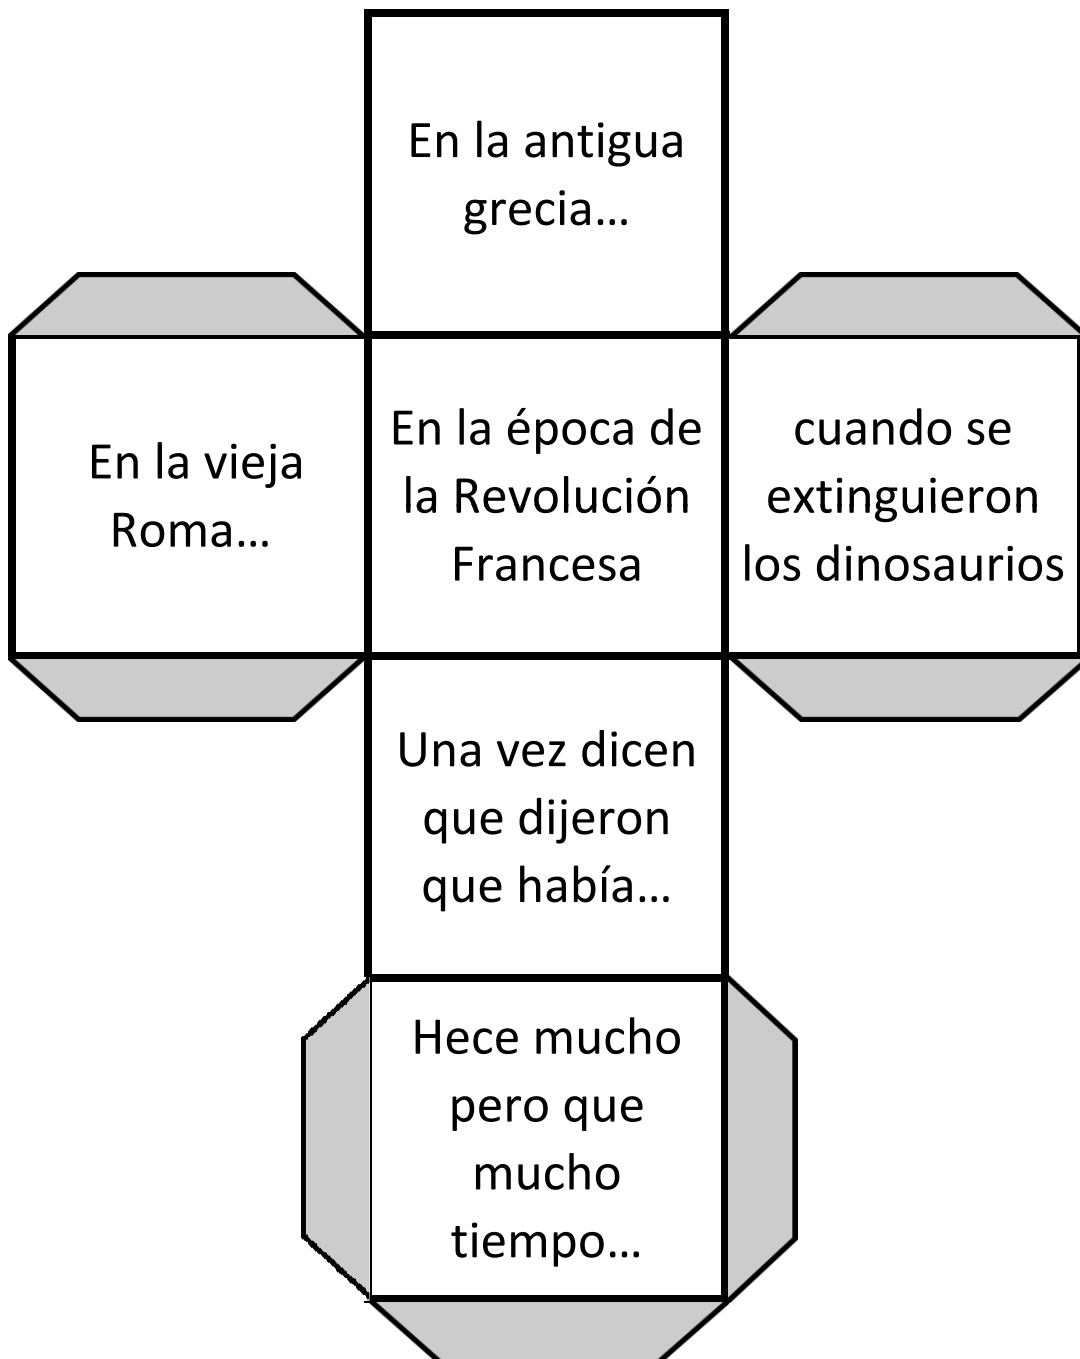 En la antigua
grecia...
En la vieja
Roma...
En la época de
la Revolución
Francesa
cuando se
extinguieron
los dinosaurios
Una vez dicen
que dijeron
que había...
Hece mucho
pero que
mucho
tiempo...